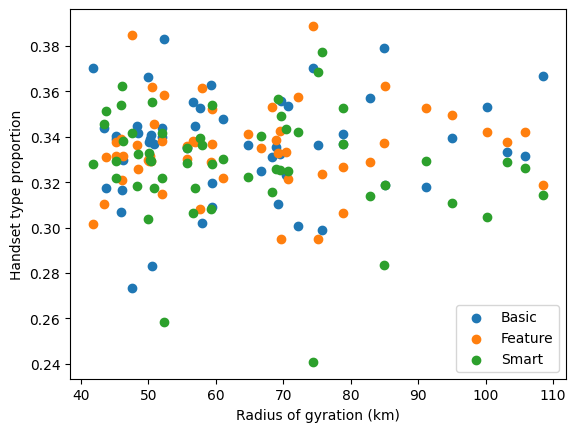 0.38
0.36
0.34
0.32
0.30
0.28
0.26
0.24
Handset type proportion
Basic
Feature
Smart
40 50 60 70 80 90 100 110
Radius of gyration (km)